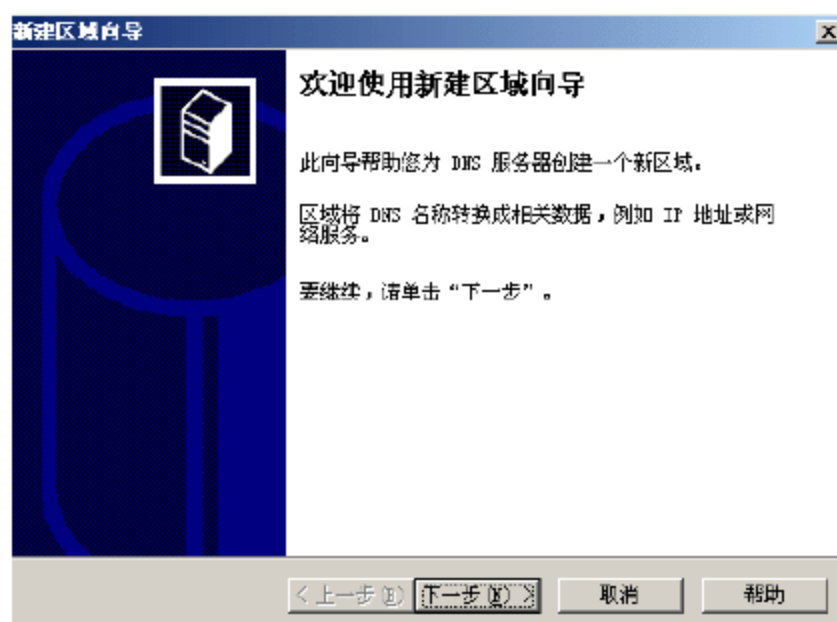 新建区域向导
欢迎使用新建区域向导
此向导帮助您为 DNS 服务器创建一个新区域。
区域将 DNS 名称转换成相关数据，例如 IP 地址或网
络服务。
要继续，请单击“下一步”。
< 上一步(B) 下一步(N) > 取消 帮助